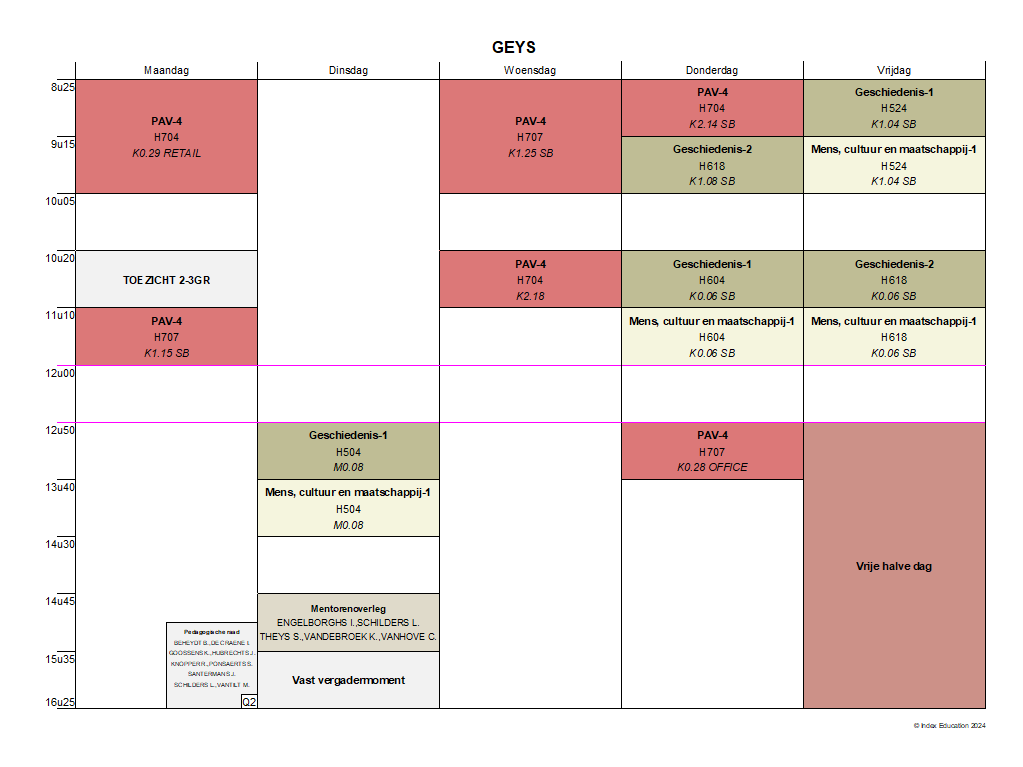 GEYS
Maandag
Dinsdag
Woensdag
Donderdag
Vrijdag
8u25
9u15
10u05
10u20
11u10
12u00
12u50
13u40
14u30
14u45
15u35
16u25
PAV-4
H704
K0.29 RETAIL
TOEZICHT 2-3GR
PAV-4
H707
K1.15 SB
Pedagogische raad
BEHEYDT B.,DE CRAENE I.
GOOSSENS K.,HUBRECHTS J.
KNOPPER R.,PONSAERTS S.
SANTERMANS J.
SCHILDERS L.,VANTILT M.
Q2
Geschiedenis-1
H504
M0.08
Mens, cultuur en maatschappij-1
H504
M0.08
Mentorenoverleg
ENGELBORGHS I.,SCHILDERS L.
THEYS S.,VANDEBROEK K.,VANHOVE C.
Vast vergadermoment
PAV-4
H707
K1.25 SB
PAV-4
H704
K2.18
PAV-4
H704
K2.14 SB
Geschiedenis-2
H618
K1.08 SB
Geschiedenis-1
H604
K0.06 SB
Mens, cultuur en maatschappij-1
H604
K0.06 SB
PAV-4
H707
K0.28 OFFICE
Geschiedenis-1
H524
K1.04 SB
Mens, cultuur en maatschappij-1
H524
K1.04 SB
Geschiedenis-2
H618
K0.06 SB
Mens, cultuur en maatschappij-1
H618
K0.06 SB
Vrije halve dag
© Index Education 2024